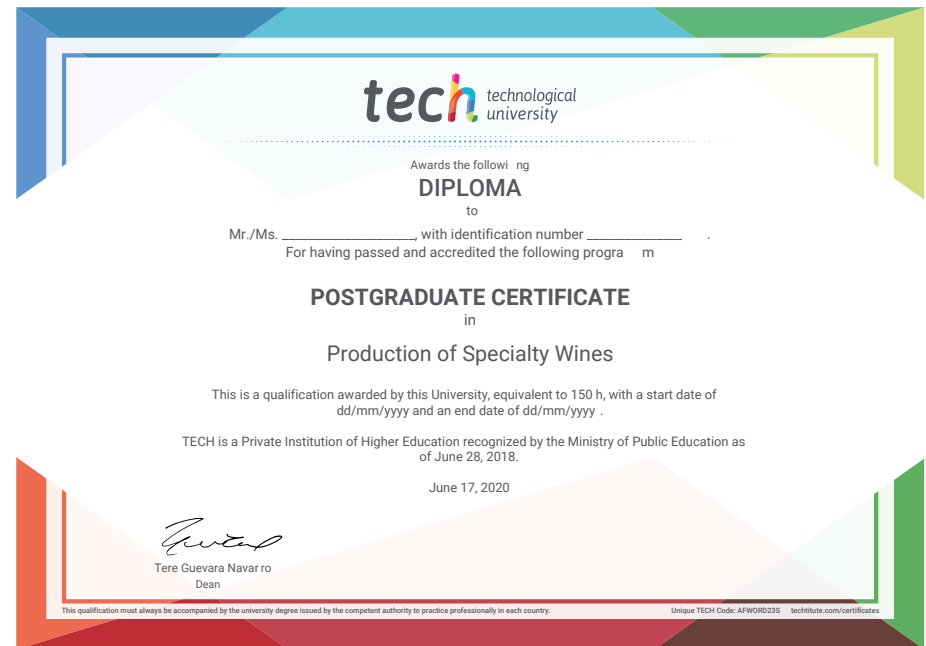 tech technological
university
Awards the followi ng
DIPLOMA
to
Mr./Ms. ______________________, with identification number _______________ .
For having passed and accredited the following progra m
POSTGRADUATE CERTIFICATE
in
Production of Specialty Wines
This is a qualification awarded by this University, equivalent to 150 h, with a start date of
dd/mm/yyyy and an end date of dd/mm/yyyy .
TECH is a Private Institution of Higher Education recognized by the Ministry of Public Education as
of June 28, 2018.
June 17, 2020
Tere Guevara Navar ro
Dean
This qualification must always be accompanied by the university degree issued by the competent authority to practice professionally in each country.
Unique TECH Code: AFWORD23S techtitute.com/certificates